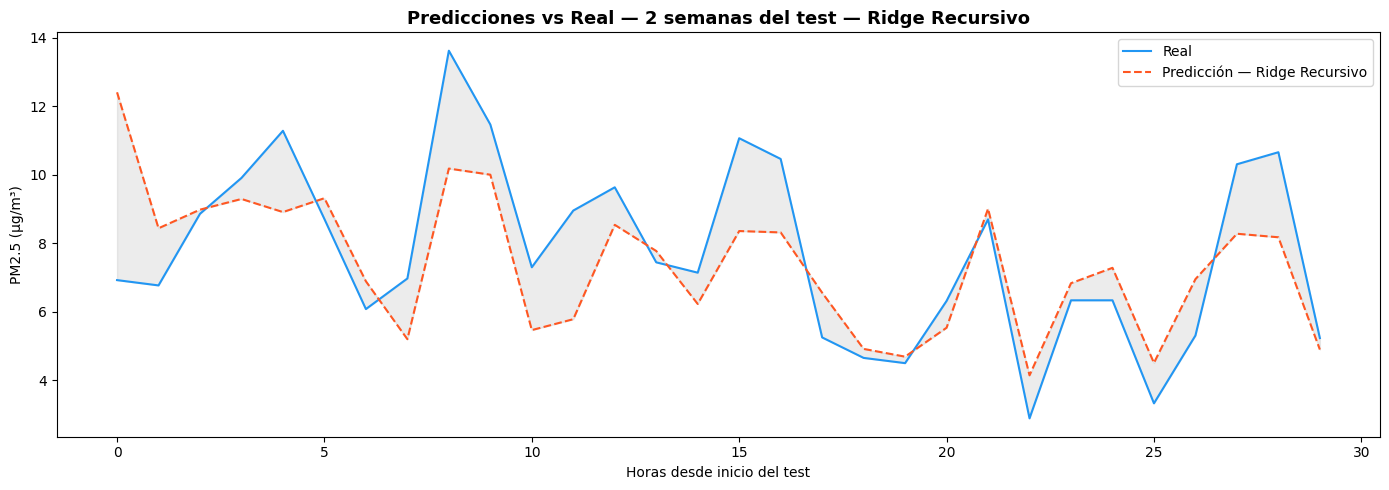 Predicciones vs Real — 2 semanas del test — Ridge Recursivo
Real
Predicción — Ridge Recursivo
PM2.5 (µg/m³)
14
12
10
8
6
4
0 5 10 15 20 25 30
Horas desde inicio del test